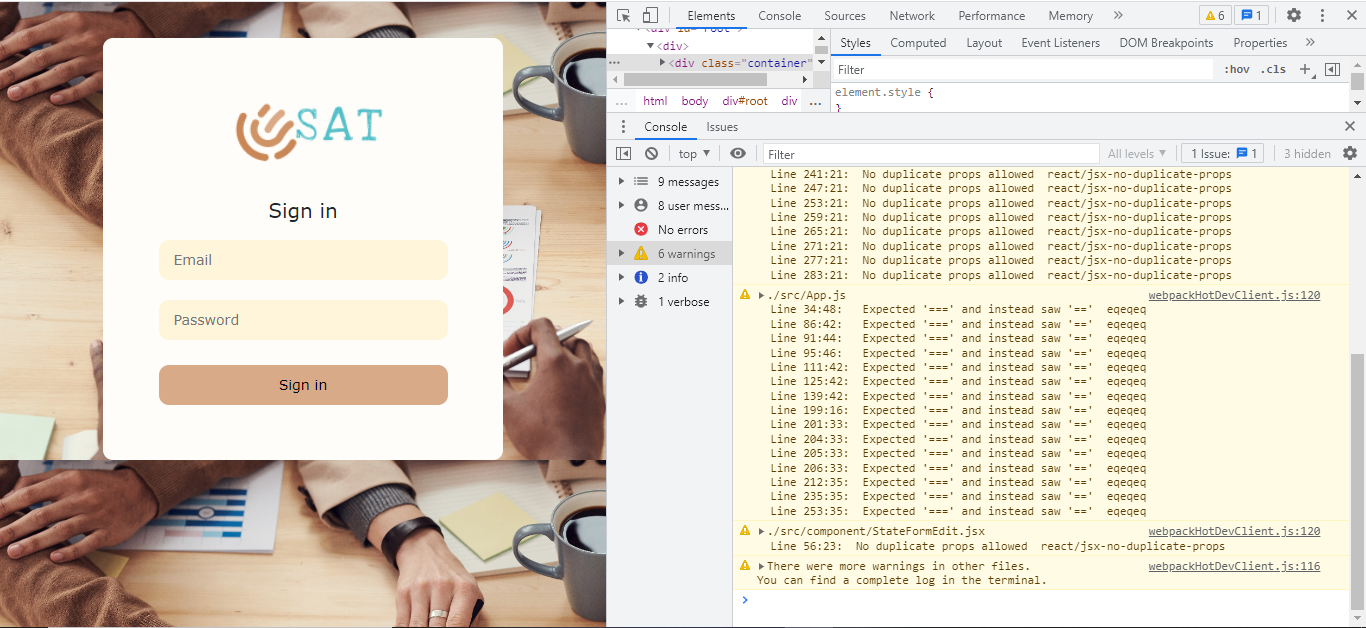 SAT
Sign in
Email
Password
Sign in
Elements Console Sources Network Performance Memory » 6 1
<div>
<div class="container"
... html body div#root div ...
Styles Computed Layout Event Listeners DOM Breakpoints Properties »
Filter :hov .cls +
element.style {
}
Console Issues
top ▼ Filter All levels ▼ 1 Issue: 1 3 hidden
9 messages
8 user mess...
No errors
6 warnings
2 info
1 verbose
Line 241:21: No duplicate props allowed react/jsx-no-duplicate-props
Line 247:21: No duplicate props allowed react/jsx-no-duplicate-props
Line 253:21: No duplicate props allowed react/jsx-no-duplicate-props
Line 259:21: No duplicate props allowed react/jsx-no-duplicate-props
Line 265:21: No duplicate props allowed react/jsx-no-duplicate-props
Line 271:21: No duplicate props allowed react/jsx-no-duplicate-props
Line 277:21: No duplicate props allowed react/jsx-no-duplicate-props
Line 283:21: No duplicate props allowed react/jsx-no-duplicate-props
./src/App.js webpackHotDevClient.js:120
Line 34:48: Expected '===' and instead saw '==' eqeqeq
Line 86:42: Expected '===' and instead saw '==' eqeqeq
Line 91:44: Expected '===' and instead saw '==' eqeqeq
Line 95:46: Expected '===' and instead saw '==' eqeqeq
Line 111:42: Expected '===' and instead saw '==' eqeqeq
Line 125:42: Expected '===' and instead saw '==' eqeqeq
Line 139:42: Expected '===' and instead saw '==' eqeqeq
Line 199:16: Expected '===' and instead saw '==' eqeqeq
Line 201:33: Expected '===' and instead saw '==' eqeqeq
Line 204:33: Expected '===' and instead saw '==' eqeqeq
Line 205:33: Expected '===' and instead saw '==' eqeqeq
Line 206:33: Expected '===' and instead saw '==' eqeqeq
Line 212:35: Expected '===' and instead saw '==' eqeqeq
Line 235:35: Expected '===' and instead saw '==' eqeqeq
Line 253:35: Expected '===' and instead saw '==' eqeqeq
./src/component/StateFormEdit.jsx webpackHotDevClient.js:120
Line 56:23: No duplicate props allowed react/jsx-no-duplicate-props
There were more warnings in other files. webpackHotDevClient.js:116
You can find a complete log in the terminal.